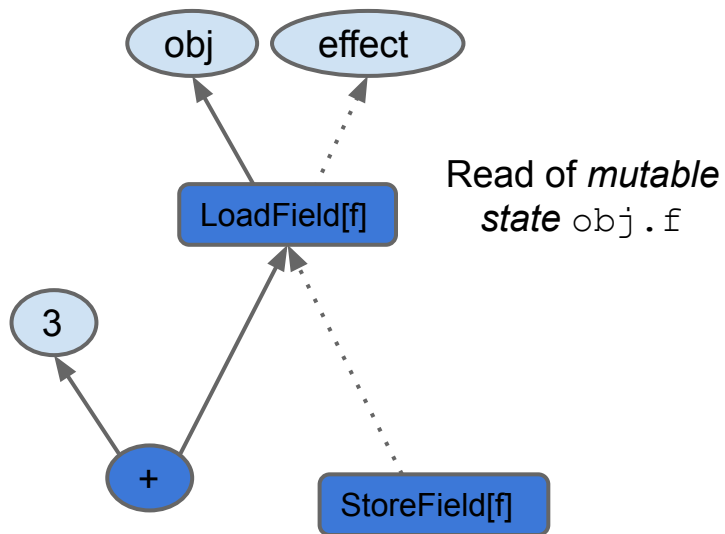 obj
effect
LoadField[f]
Read of mutable
state obj.f
3
+
StoreField[f]